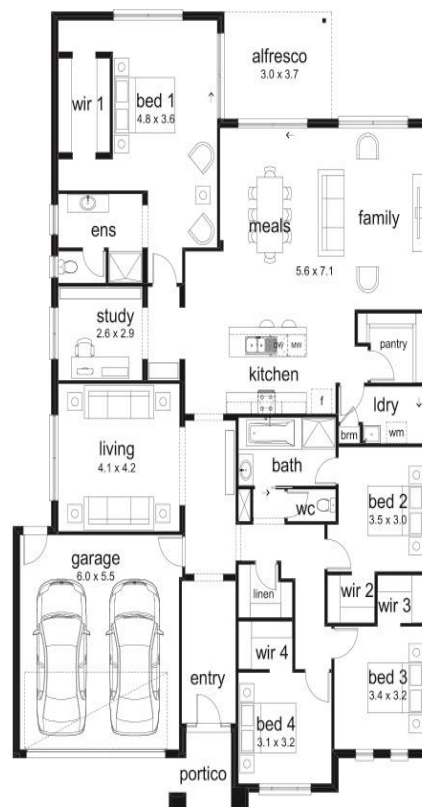 alfresco
3.0 x 3.7
wir 1
bed 1
4.8 x 3.6
ens
meals
family
5.6 x 7.1
study
2.6 x 2.9
DW
MW
pantry
kitchen
f
ldry
brm
wm
living
4.1 x 4.2
bath
wc
bed 2
3.5 x 3.0
garage
6.0 x 5.5
linen
wir 2
wir 3
wir 4
entry
bed 3
3.4 x 3.2
bed 4
3.1 x 3.2
portico